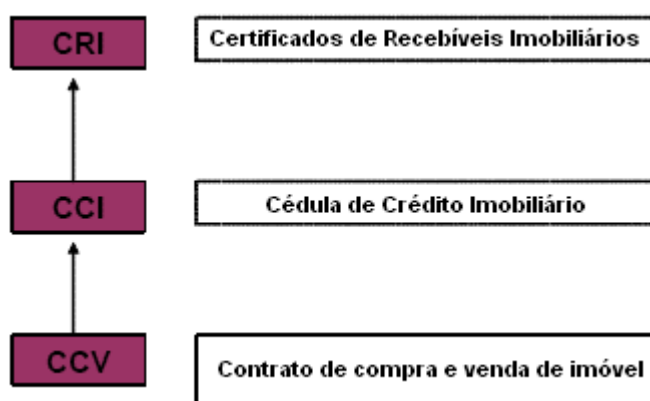 CRI
Certificados de Recebíveis Imobiliários
CCI
Cédula de Crédito Imobiliário
CCV
Contrato de compra e venda de imóvel